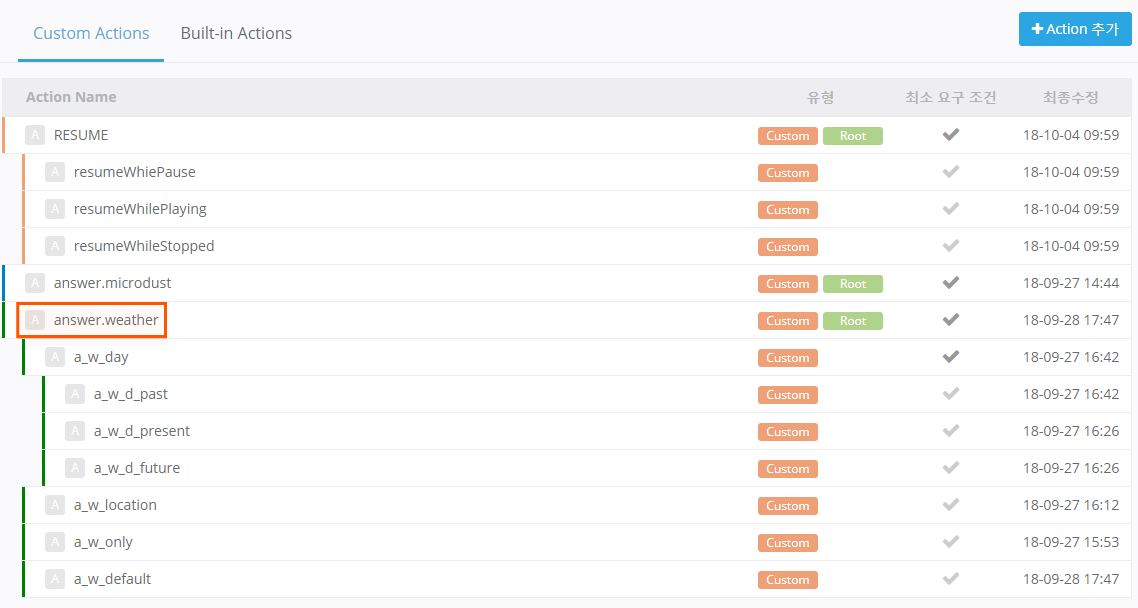 Custom Actions Built-in Actions Action 추가
Action Name 유형 최소 요구 조건 최종수정
A RESUME Custom Root 18-10-04 09:59
A resumeWhiePause Custom 18-10-04 09:59
A resumeWhilePlaying Custom 18-10-04 09:59
A resumeWhileStopped Custom 18-10-04 09:59
A answer.microdust Custom Root 18-09-27 14:44
A answer.weather Custom Root 18-09-28 17:47
A a_w_day Custom 18-09-27 16:42
A a_w_d_past Custom 18-09-27 16:42
A a_w_d_present Custom 18-09-27 16:26
A a_w_d_future Custom 18-09-27 16:26
A a_w_location Custom 18-09-27 16:12
A a_w_only Custom 18-09-27 15:53
A a_w_default Custom 18-09-28 17:47